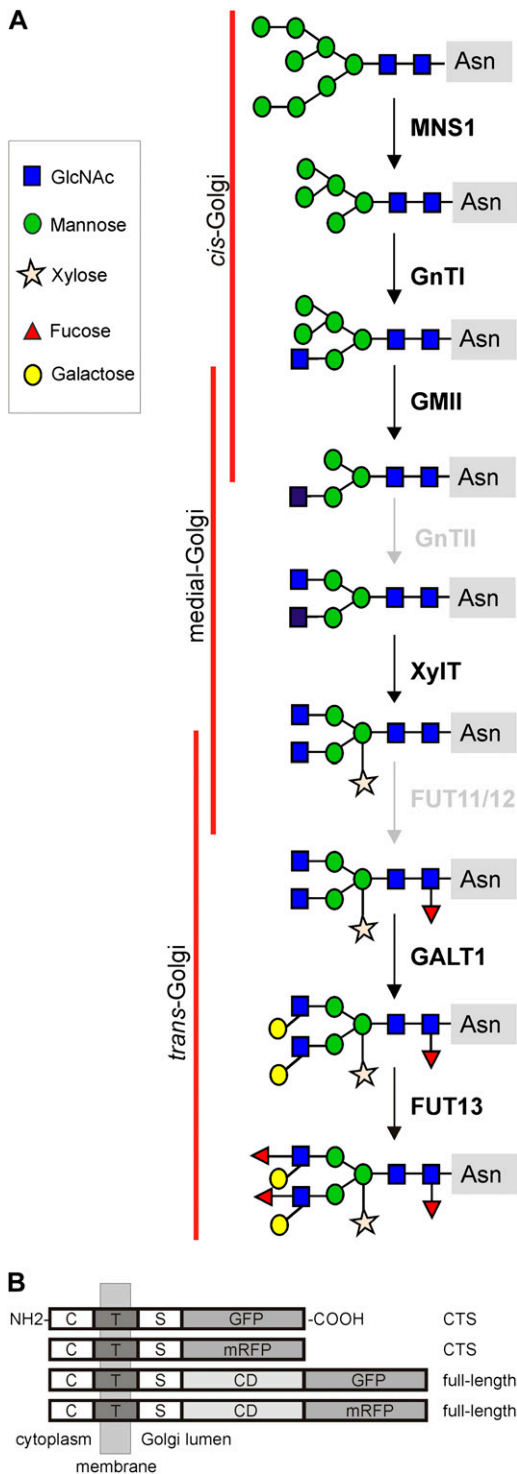 A
Asn
MNS1
GlcNAc
Mannose
Xylose
Fucose
Galactose
cis-Golgi
Asn
GnTI
Asn
GMII
medial-Golgi
Asn
GnTII
Asn
XylT
Asn
FUT11/12
trans-Golgi
Asn
GALT1
Asn
FUT13
Asn
B
NH2- C T S GFP -COOH CTS
C T S mRFP CTS
C T S CD GFP full-length
C T S CD mRFP full-length
cytoplasm Golgi lumen
membrane